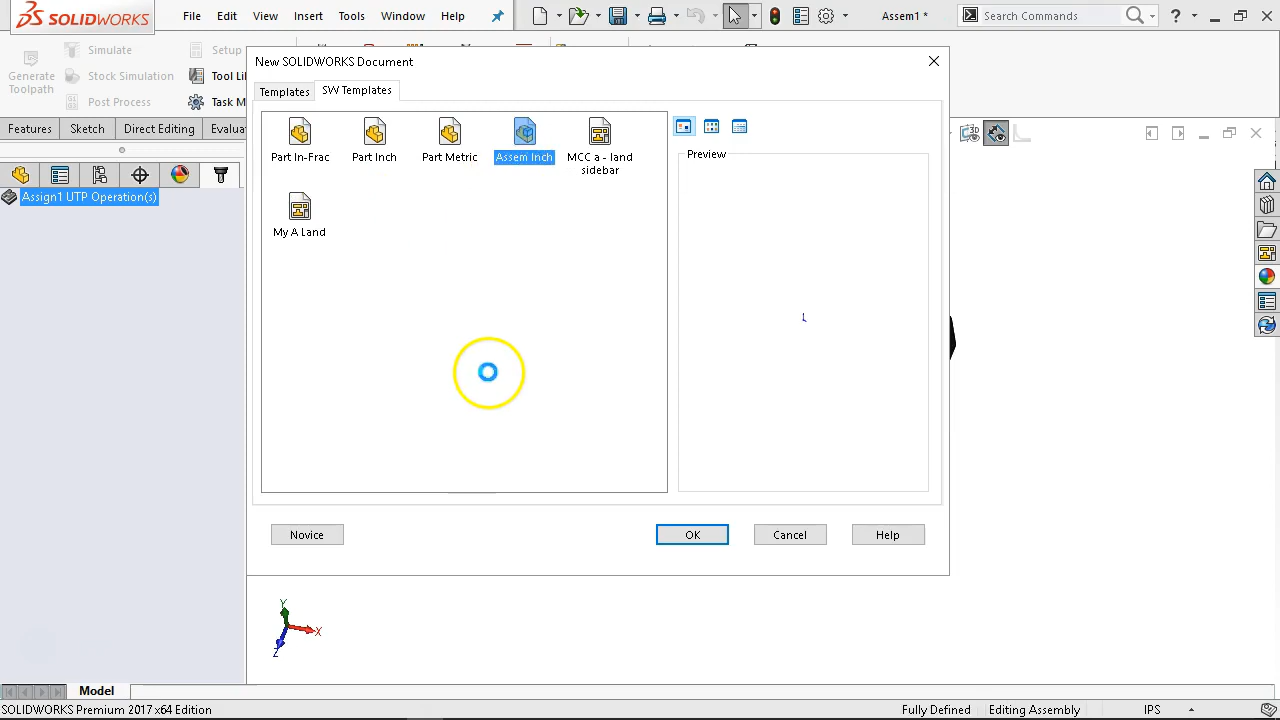 SOLIDWORKS File Edit View Insert Tools Window Help Assem1 * Search Commands ?
Generate Toolpath
Simulate Setup
Stock Simulation Tool Li
Post Process Task M
Features Sketch Direct Editing Evalua
Assign1 UTP Operation(s)
New SOLIDWORKS Document
Templates SW Templates
Part In-Frac Part Inch Part Metric Assem Inch MCC a - land sidebar
My A Land
Preview
Novice OK Cancel Help
Y
X
Z
Model
SOLIDWORKS Premium 2017 x64 Edition Fully Defined Editing Assembly IPS